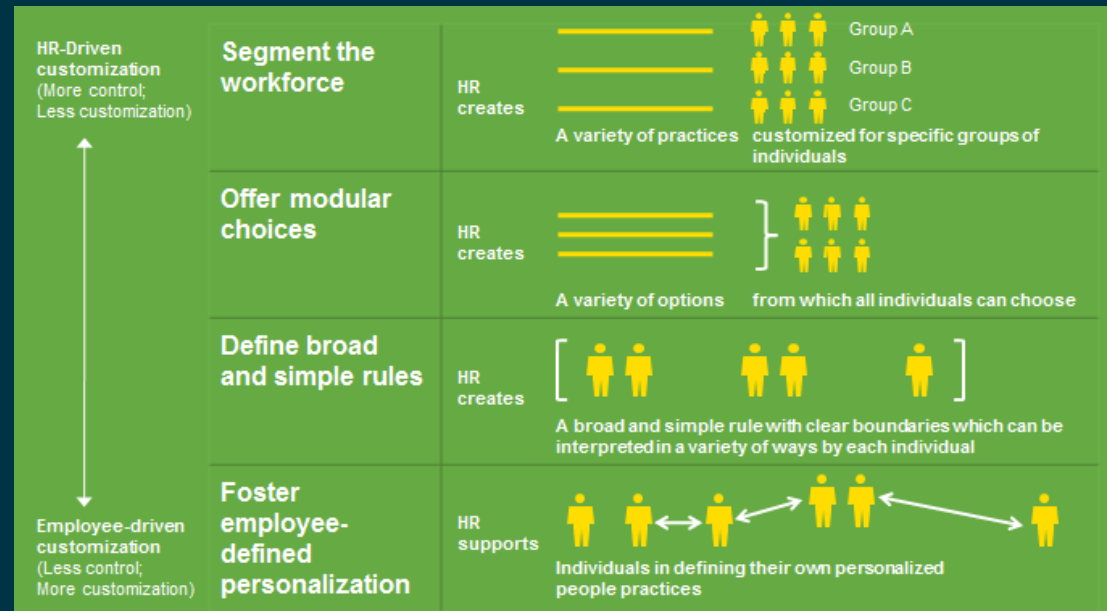 HR-Driven
customization
(More control;
Less customization)
Segment the
workforce
HR
creates
Group A
Group B
Group C
A variety of practices
customized for specific groups of
individuals
Offer modular
choices
HR
creates
A variety of options
from which all individuals can choose
Define broad
and simple rules
HR
creates
A broad and simple rule with clear boundaries which can be
interpreted in a variety of ways by each individual
Employee-driven
customization
(Less control;
More customization)
Foster
employee-
defined
personalization
HR
supports
Individuals in defining their own personalized
people practices